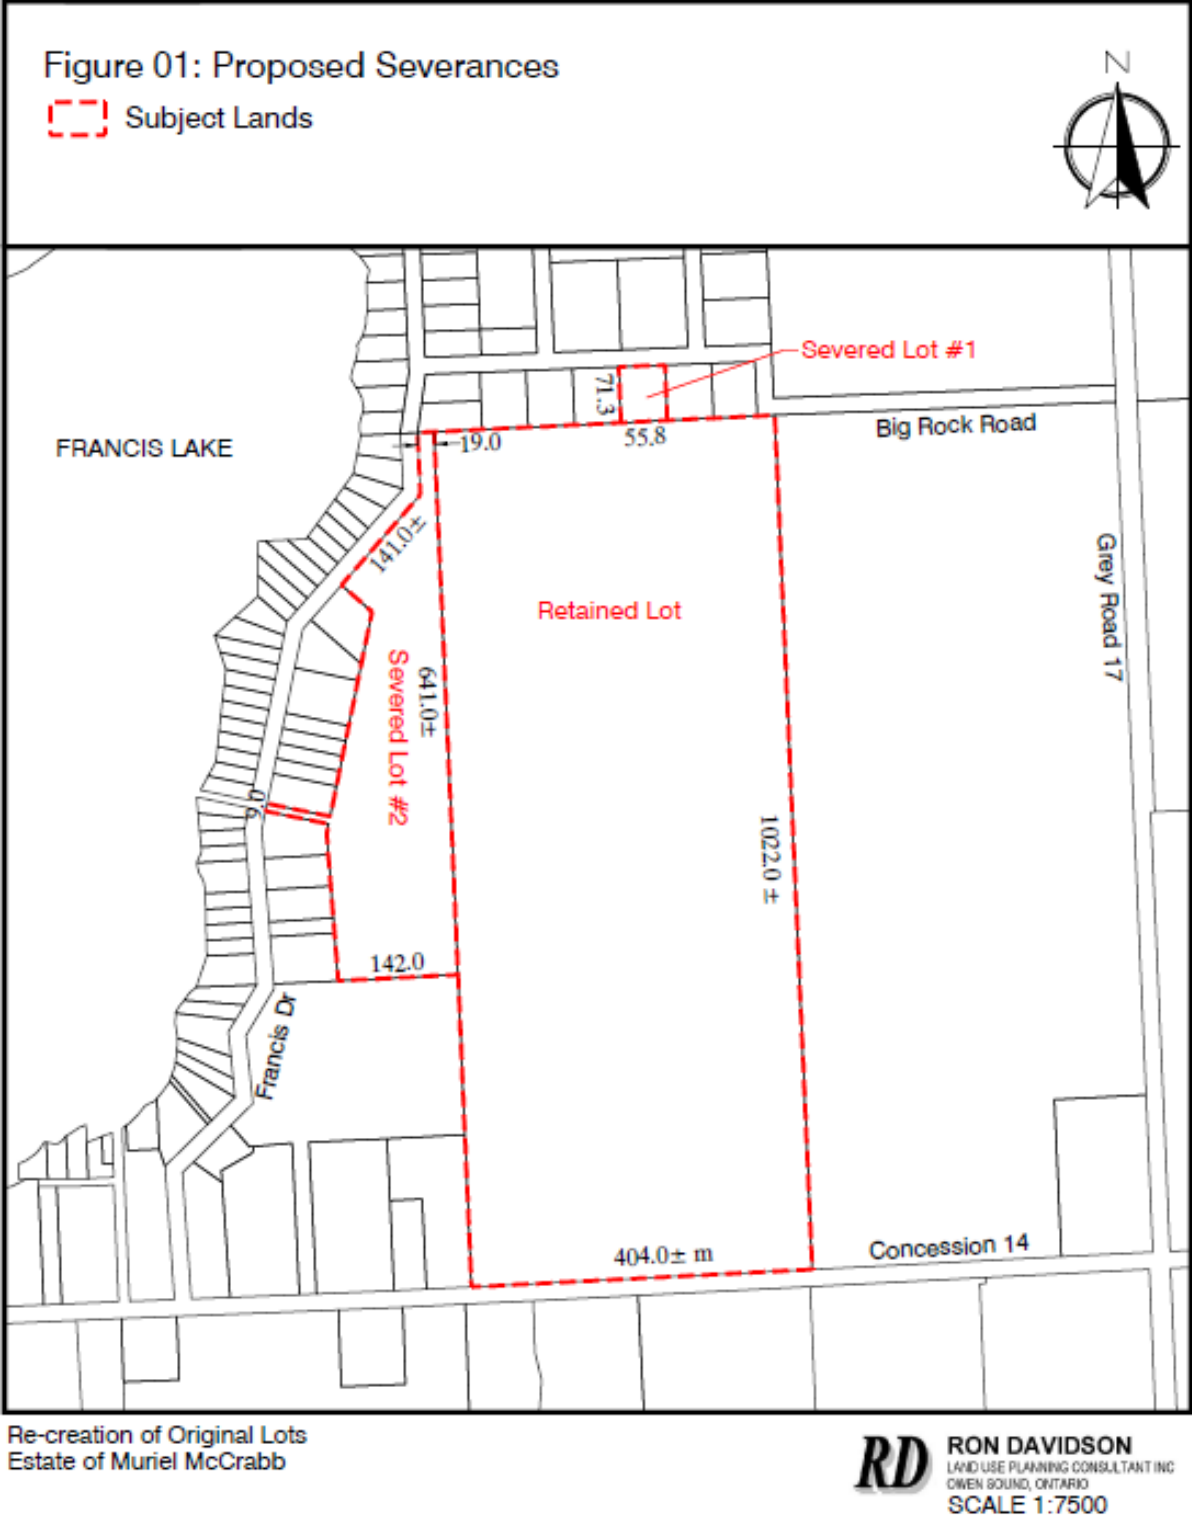 Figure 01: Proposed Severances
Subject Lands
N
Severed Lot #1
71.3
Big Rock Road
FRANCIS LAKE
19.0
55.8
141.0±
Grey Road 17
Retained Lot
Severed Lot #2
641.0±
9.0
1022.0 ±
142.0
Francis Dr
404.0± m
Concession 14
Re-creation of Original Lots
Estate of Muriel McCrabb
RD
RON DAVIDSON
LAND USE PLANNING CONSULTANT INC
OWEN SOUND, ONTARIO
SCALE 1:7500